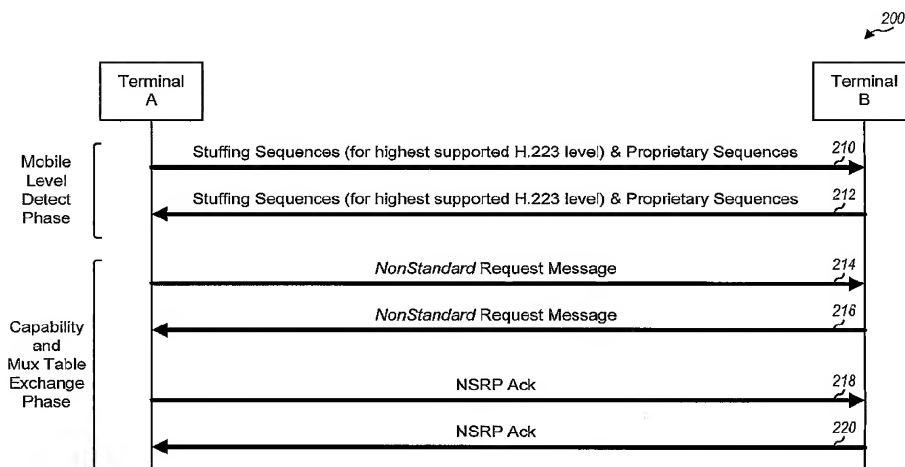 200
Terminal
A
Terminal
B
Mobile
Level
Detect
Phase
Stuffing Sequences (for highest supported H.223 level) & Proprietary Sequences
210
Stuffing Sequences (for highest supported H.223 level) & Proprietary Sequences
212
Capability
and
Mux Table
Exchange
Phase
NonStandard Request Message
214
NonStandard Request Message
216
NSRP Ack
218
NSRP Ack
220